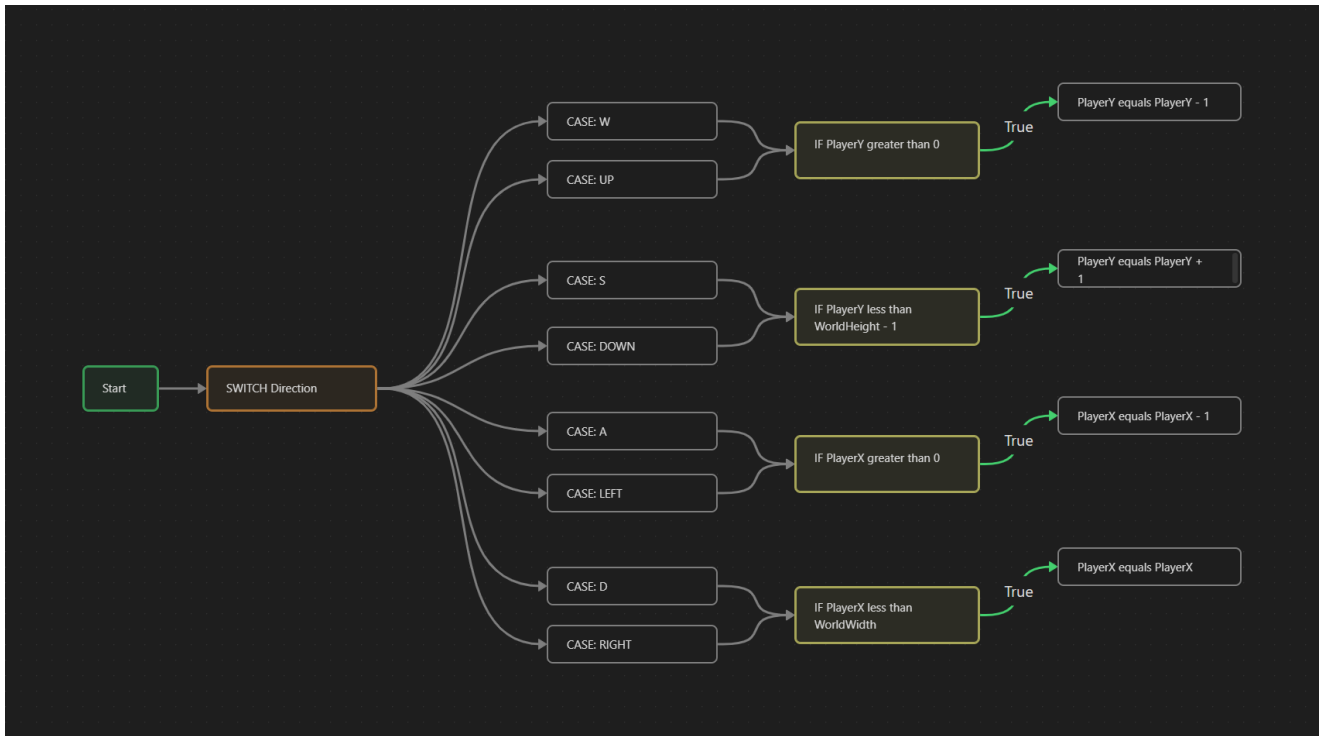 Start
SWITCH Direction
CASE: W
CASE: UP
IF PlayerY greater than 0
True
PlayerY equals PlayerY - 1
CASE: S
CASE: DOWN
IF PlayerY less than
WorldHeight - 1
True
PlayerY equals PlayerY +
1
CASE: A
CASE: LEFT
IF PlayerX greater than 0
True
PlayerX equals PlayerX - 1
CASE: D
CASE: RIGHT
IF PlayerX less than
WorldWidth
True
PlayerX equals PlayerX